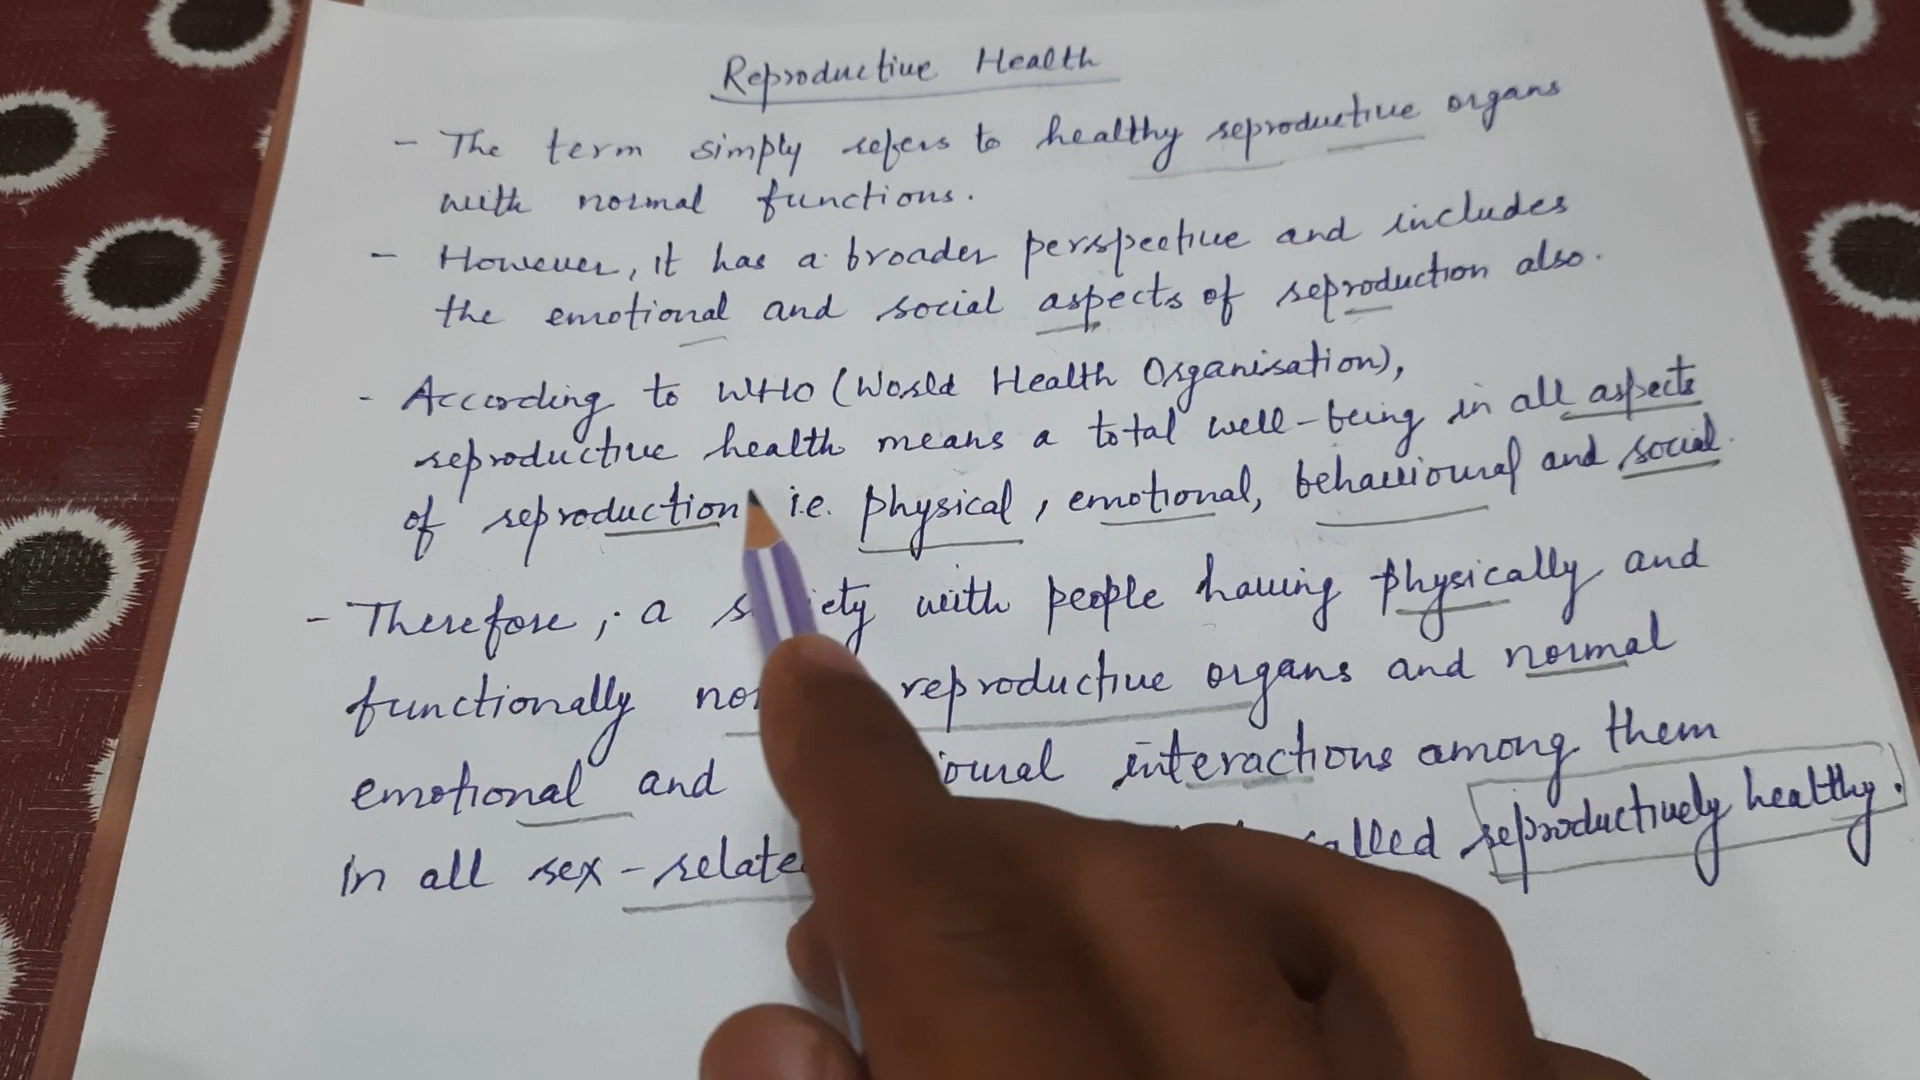 Reproductive Health
- The term simply refers to healthy reproductive organs
with normal functions.
- However, it has a broader perspective and includes
the emotional and social aspects of reproduction also.
- According to WHO (World Health Organisation),
reproductive health means a total well-being in all aspects
of reproduction i.e. physical, emotional, behavioural and social.
- Therefore, a society with people having physically and
functionally reproductive organs and normal
emotional and interactions among them
in all sex-related called reproductively healthy.